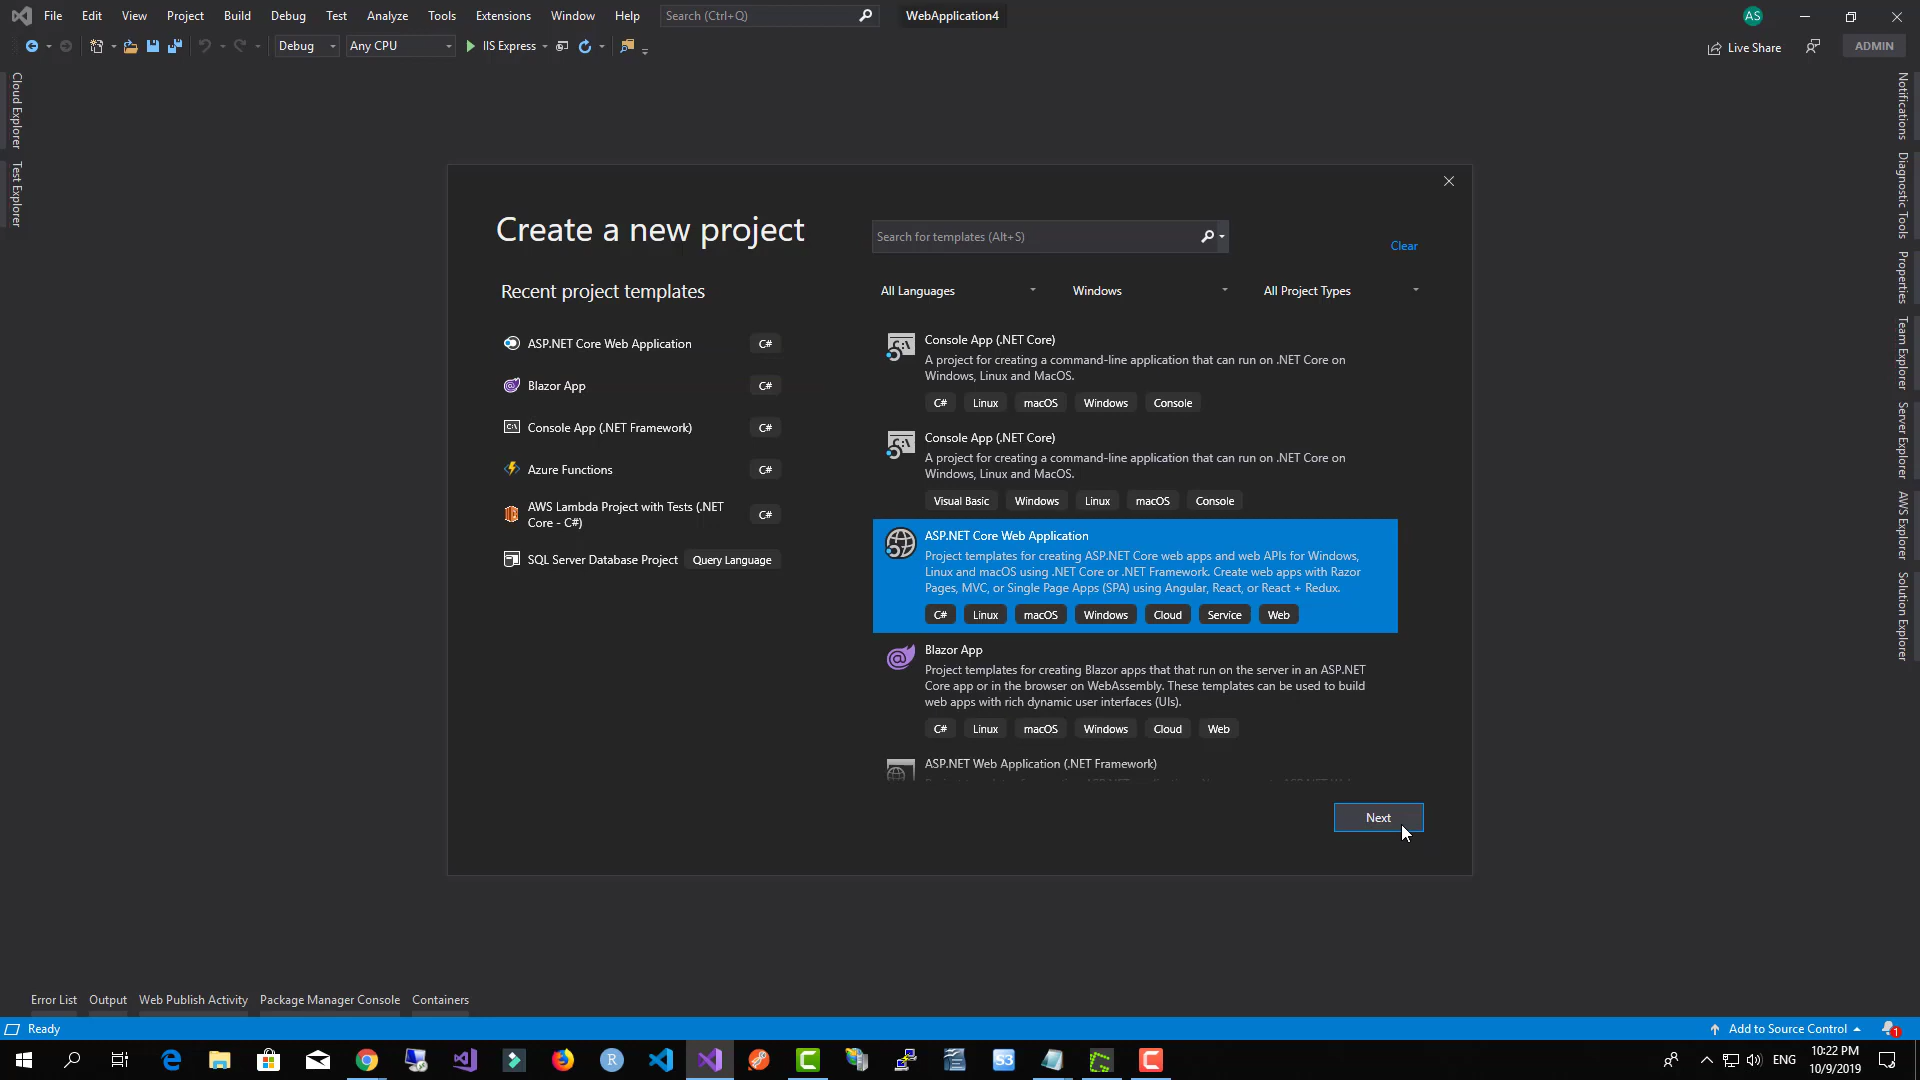 File Edit View Project Build Debug Test Analyze Tools Extensions Window Help Search (Ctrl+Q) WebApplication4 AS
Debug Any CPU IIS Express Live Share ADMIN
Cloud Explorer
Test Explorer
Notifications
Diagnostic Tools
Properties
Team Explorer
Server Explorer
AWS Explorer
Solution Explorer
Create a new project
Search for templates (Alt+S)
Clear
Recent project templates
All Languages Windows All Project Types
ASP.NET Core Web Application C#
Blazor App C#
Console App (.NET Framework) C#
Azure Functions C#
AWS Lambda Project with Tests (.NET
Core - C#) C#
SQL Server Database Project Query Language
Console App (.NET Core)
A project for creating a command-line application that can run on .NET Core on
Windows, Linux and MacOS.
C# Linux macOS Windows Console
Console App (.NET Core)
A project for creating a command-line application that can run on .NET Core on
Windows, Linux and MacOS.
Visual Basic Windows Linux macOS Console
ASP.NET Core Web Application
Project templates for creating ASP.NET Core web apps and web APIs for Windows,
Linux and macOS using .NET Core or .NET Framework. Create web apps with Razor
Pages, MVC, or Single Page Apps (SPA) using Angular, React, or React + Redux.
C# Linux macOS Windows Cloud Service Web
Blazor App
Project templates for creating Blazor apps that that run on the server in an ASP.NET
Core app or in the browser on WebAssembly. These templates can be used to build
web apps with rich dynamic user interfaces (UIs).
C# Linux macOS Windows Cloud Web
ASP.NET Web Application (.NET Framework)
Next
Error List Output Web Publish Activity Package Manager Console Containers
Ready Add to Source Control 1
ENG 10:22 PM
10/9/2019